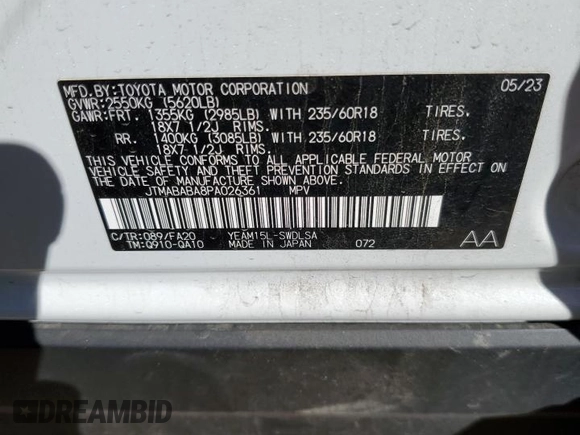 MFD.BY:TOYOTA MOTOR CORPORATION 05/23
GVWR:2550KG (5620LB)
GAWR:FRT. 1355KG (2985LB) WITH 235/60R18 TIRES.
18X7 1/2J RIMS.
RR. 1400KG (3085LB) WITH 235/60R18 TIRES.
18X7 1/2J RIMS.
THIS VEHICLE CONFORMS TO ALL APPLICABLE FEDERAL MOTOR
VEHICLE SAFETY AND THEFT PREVENTION STANDARDS IN EFFECT ON
THE DATE OF MANUFACTURE SHOWN ABOVE.
JTMABABA8PA026361 MPV
C/TR:089/FA20 YEAM15L-SWDLSA
TM:Q910-QA10 MADE IN JAPAN 072 AA
DREAMBID